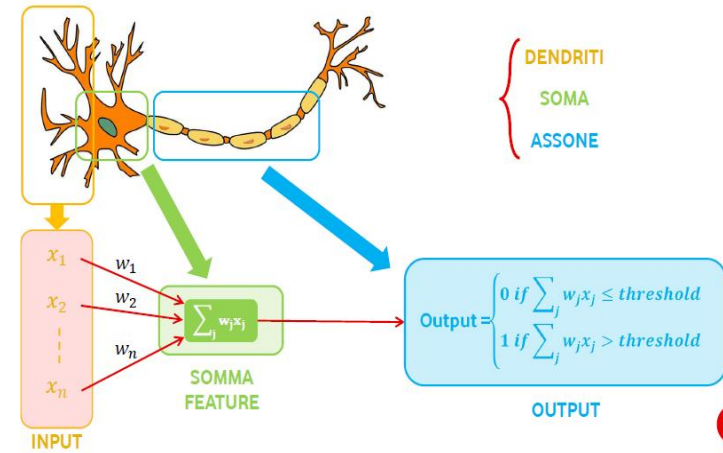 DENDRITI
SOMA
ASSONE
x₁
x₂
xₙ
w₁
w₂
wₙ
∑ⱼ wⱼxⱼ
SOMMA
FEATURE
INPUT
Output = {0 if ∑ⱼ wⱼxⱼ ≤ threshold
1 if ∑ⱼ wⱼxⱼ > threshold
OUTPUT